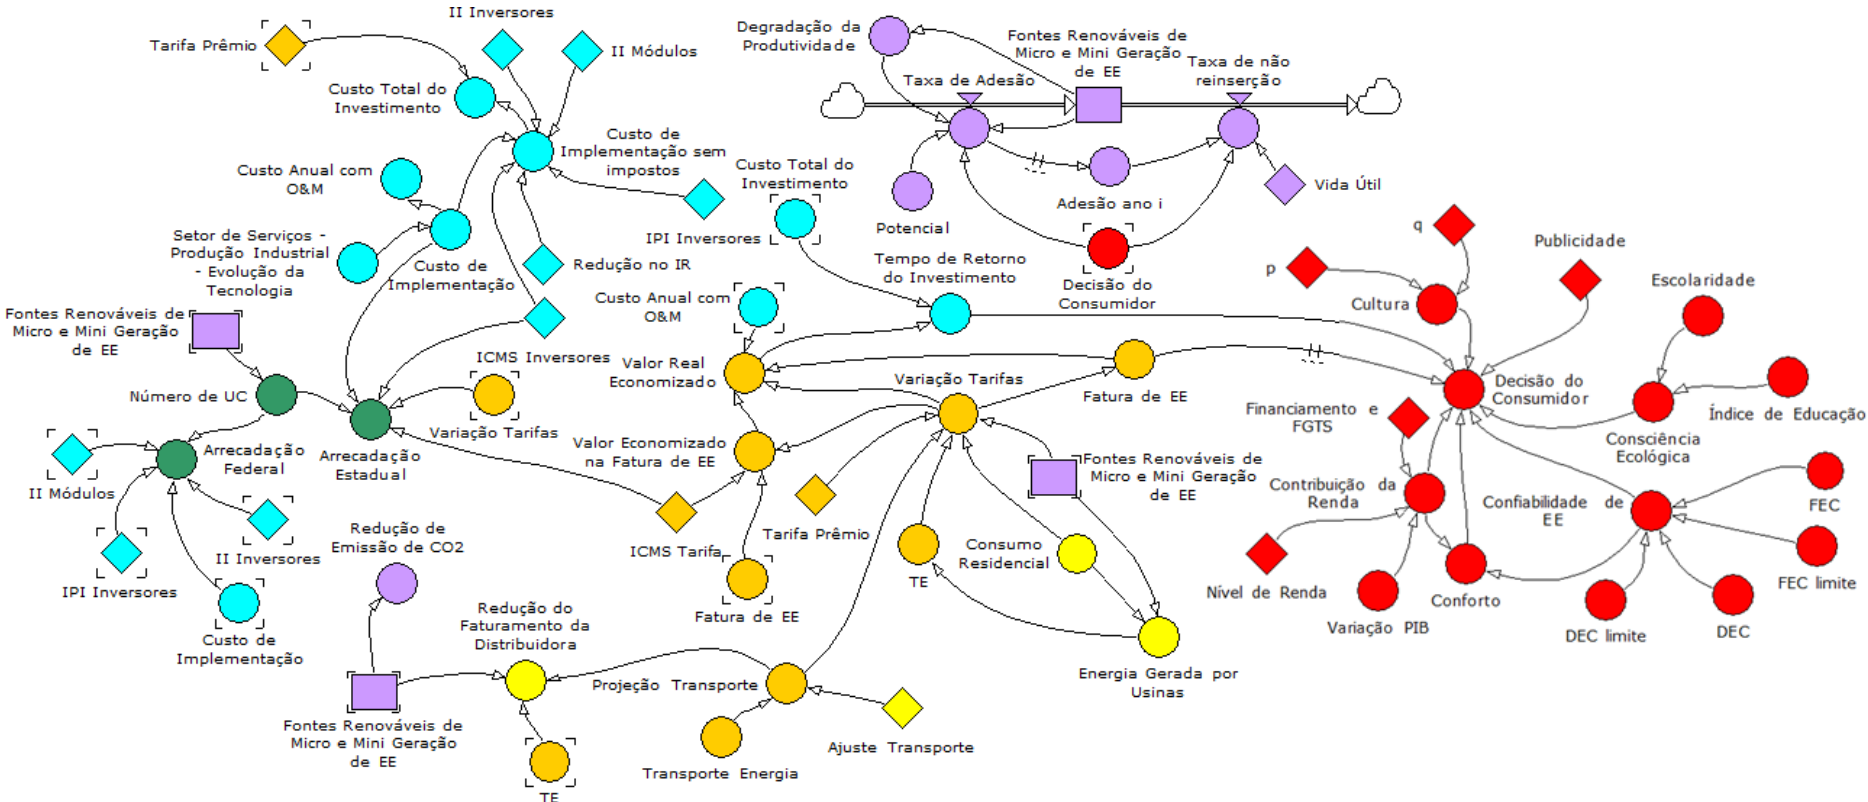 II Inversores
Tarifa Prêmio
II Módulos
Custo Total do
Investimento
Custo de
Implementação sem
impostos
Custo Anual com
O&M
IPI Inversores
Setor de Serviços -
Produção Industrial
- Evolução da
Tecnologia
Custo de
Implementação
Redução no IR
ICMS Inversores
Fontes Renováveis de
Micro e Mini Geração
de EE
Número de UC
Variação Tarifas
Arrecadação
Federal
Arrecadação
Estadual
II Módulos
IPI Inversores
II Inversores
Custo de
Implementação
Degradação da
Produtividade
Fontes Renováveis de
Micro e Mini Geração
de EE
Taxa de Adesão
Taxa de não
reinserção
Adesão ano i
Vida Útil
Potencial
Decisão do
Consumidor
Custo Total do
Investimento
Tempo de Retorno
do Investimento
Custo Anual com
O&M
Valor Real
Economizado
Variação Tarifas
Fatura de EE
Valor Economizado
na Fatura de EE
ICMS Tarifa
Tarifa Prêmio
Fatura de EE
TE
Consumo
Residencial
Fontes Renováveis de
Micro e Mini Geração
de EE
Energia Gerada por
Usinas
Redução de
Emissão de CO2
Redução do
Faturamento da
Distribuidora
Projeção Transporte
Fontes Renováveis de
Micro e Mini Geração
de EE
TE
Transporte Energia
Ajuste Transporte
q
p
Publicidade
Cultura
Escolaridade
Decisão do
Consumidor
Índice de Educação
Consciência
Ecológica
Financiamento e
FGTS
Contribuição da
Renda
Confiabilidade de
EE
FEC
FEC limite
DEC
DEC limite
Conforto
Nível de Renda
Variação PIB